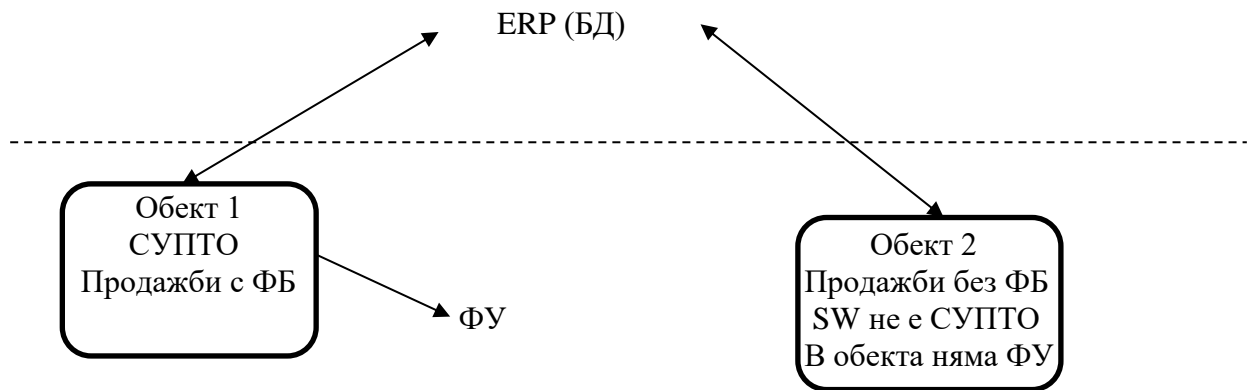 ERP (БД)
Обект 1
СУПТО
Продажби с ФБ
ФУ
Обект 2
Продажби без ФБ
SW не е СУПТО
В обекта няма ФУ